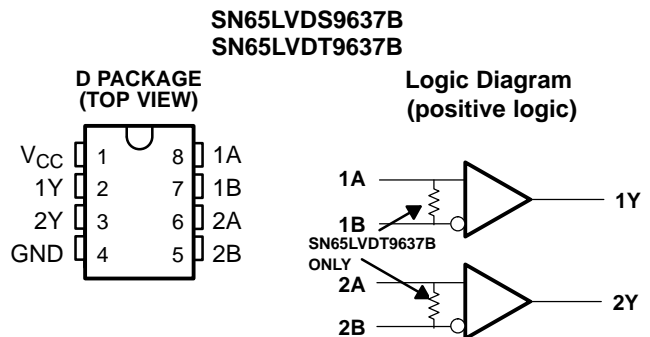 SN65LVDS9637B
SN65LVDT9637B
D PACKAGE
(TOP VIEW)
VCC 1 8 1A
1Y 2 7 1B
2Y 3 6 2A
GND 4 5 2B
Logic Diagram
(positive logic)
1A
1Y
1B
SN65LVDT9637B
ONLY
2A
2Y
2B